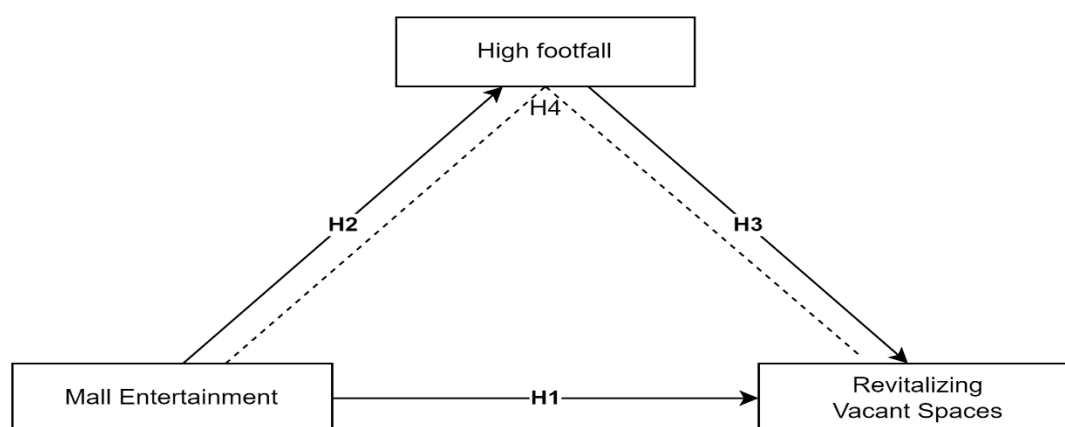 High footfall
H4
H2
H3
Mall Entertainment
H1
Revitalizing
Vacant Spaces